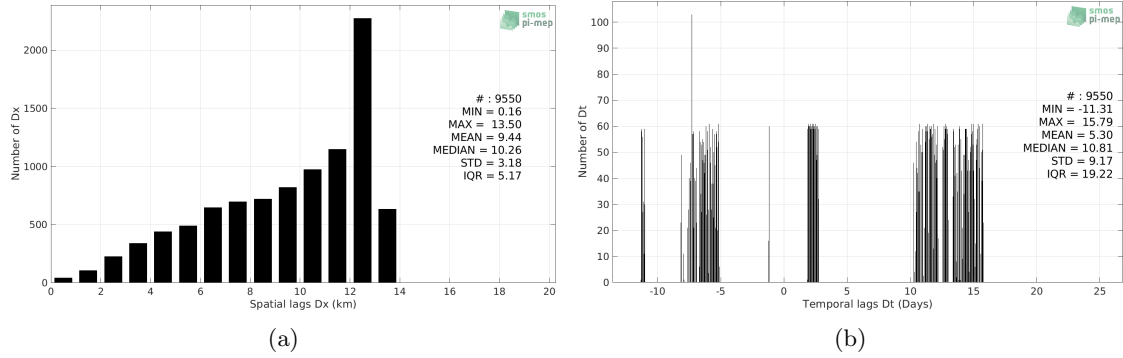 smos
pi-mep
2000
1500
1000
500
0
Number of Dx
# : 9550
MIN = 0.16
MAX = 13.50
MEAN = 9.44
MEDIAN = 10.26
STD = 3.18
IQR = 5.17
0 2 4 6 8 10 12 14 16 18 20
Spatial lags Dx (km)
(a)
smos
pi-mep
100
90
80
70
60
50
40
30
20
10
0
Number of Dt
# : 9550
MIN = -11.31
MAX = 15.79
MEAN = 5.30
MEDIAN = 10.81
STD = 9.17
IQR = 19.22
-10 -5 0 5 10 15 20 25
Temporal lags Dt (Days)
(b)